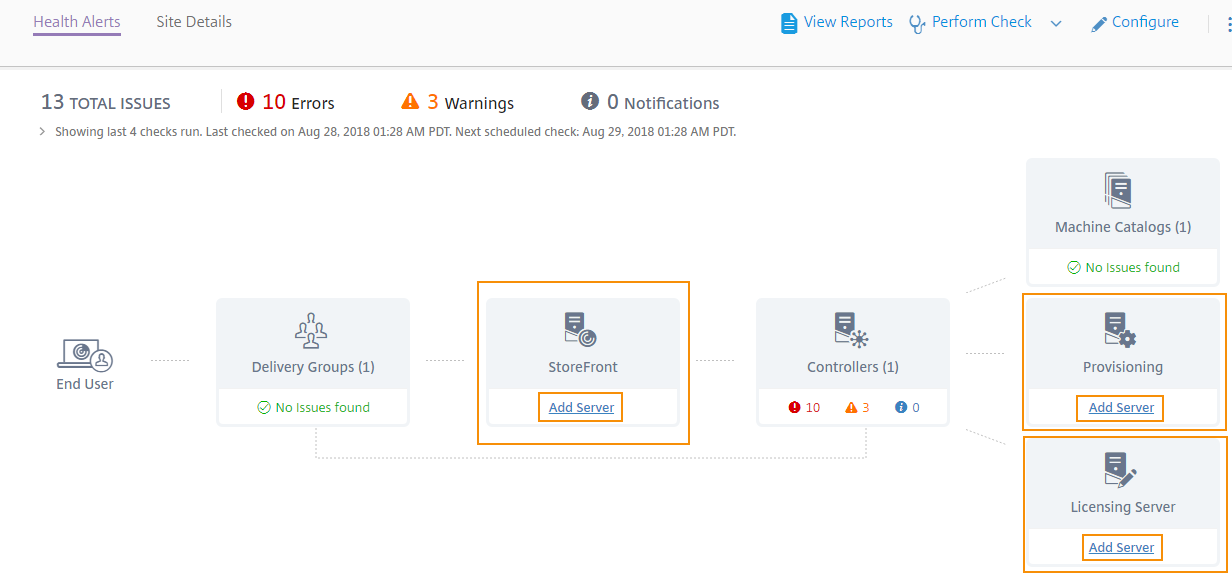 Health Alerts Site Details View Reports Perform Check Configure
13 TOTAL ISSUES 10 Errors 3 Warnings 0 Notifications
Showing last 4 checks run. Last checked on Aug 28, 2018 01:28 AM PDT. Next scheduled check: Aug 29, 2018 01:28 AM PDT.
Machine Catalogs (1)
No Issues found
End User
Delivery Groups (1)
No Issues found
StoreFront
Add Server
Controllers (1)
10 3 0
Provisioning
Add Server
Licensing Server
Add Server